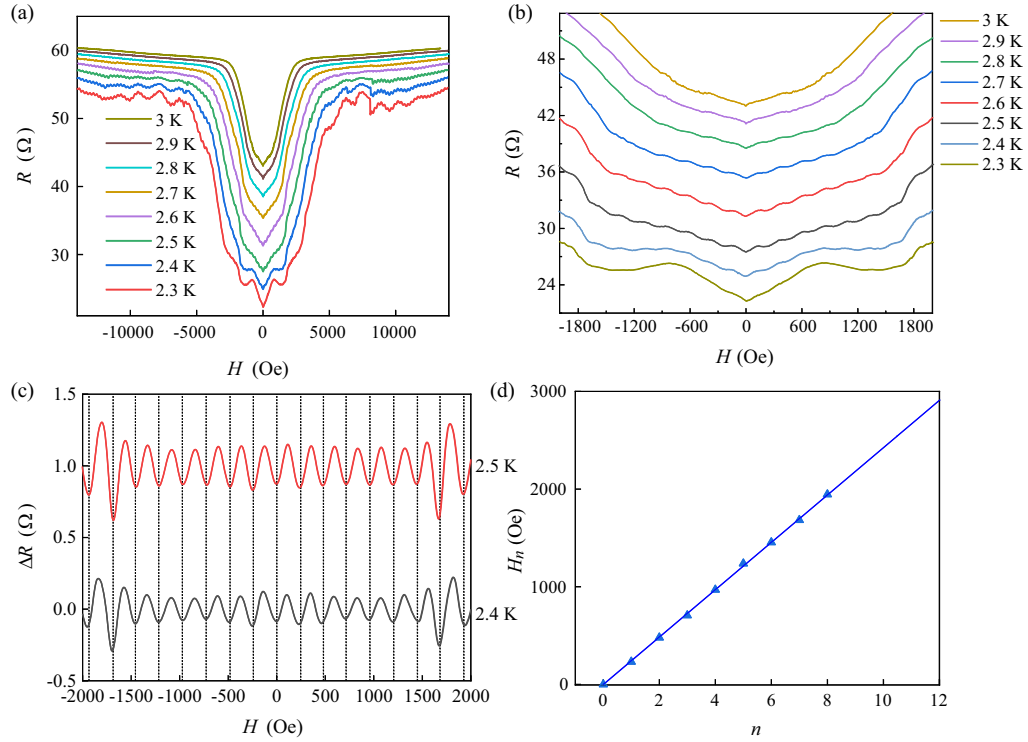 (a)
R (Ω)
60
50
40
30
3 K
2.9 K
2.8 K
2.7 K
2.6 K
2.5 K
2.4 K
2.3 K
-10000 -5000 0 5000 10000
H (Oe)
(b)
R (Ω)
48
42
36
30
24
-1800 -1200 -600 0 600 1200 1800
H (Oe)
3 K
2.9 K
2.8 K
2.7 K
2.6 K
2.5 K
2.4 K
2.3 K
(c)
ΔR (Ω)
1.5
1.0
0.5
0.0
-0.5
2.5 K
2.4 K
-2000 -1500 -1000 -500 0 500 1000 1500 2000
H (Oe)
(d)
Hn (Oe)
3000
2000
1000
0
0 2 4 6 8 10 12
n